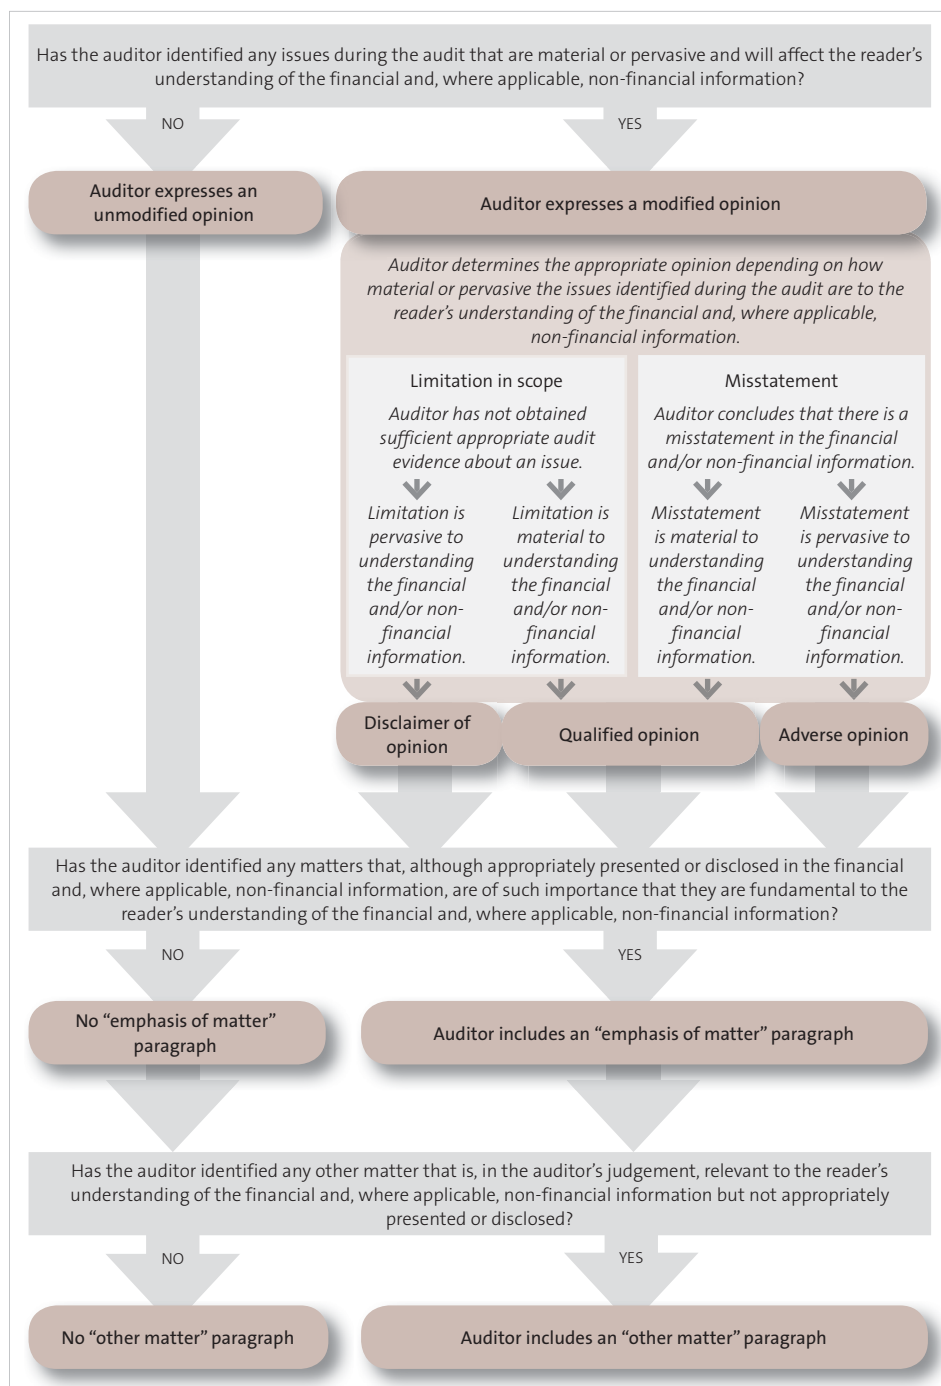 Has the auditor identified any issues during the audit that are material or pervasive and will affect the reader's
understanding of the financial and, where applicable, non-financial information?
NO
YES
Auditor expresses an
unmodified opinion
Auditor expresses a modified opinion
Auditor determines the appropriate opinion depending on how
material or pervasive the issues identified during the audit are to the
reader's understanding of the financial and, where applicable,
non-financial information.
Limitation in scope
Auditor has not obtained
sufficient appropriate audit
evidence about an issue.
Limitation is
pervasive to
understanding
the financial
and/or non-
financial
information.
Limitation is
material to
understanding
the financial
and/or non-
financial
information.
Misstatement
Auditor concludes that there is a
misstatement in the financial
and/or non-financial information.
Misstatement
is material to
understanding
the financial
and/or non-
financial
information.
Misstatement
is pervasive to
understanding
the financial
and/or non-
financial
information.
Disclaimer of
opinion
Qualified opinion
Adverse opinion
Has the auditor identified any matters that, although appropriately presented or disclosed in the financial
and, where applicable, non-financial information, are of such importance that they are fundamental to the
reader's understanding of the financial and, where applicable, non-financial information?
NO
YES
No “emphasis of matter”
paragraph
Auditor includes an “emphasis of matter” paragraph
Has the auditor identified any other matter that is, in the auditor's judgement, relevant to the reader's
understanding of the financial and, where applicable, non-financial information but not appropriately
presented or disclosed?
NO
YES
No “other matter” paragraph
Auditor includes an “other matter” paragraph